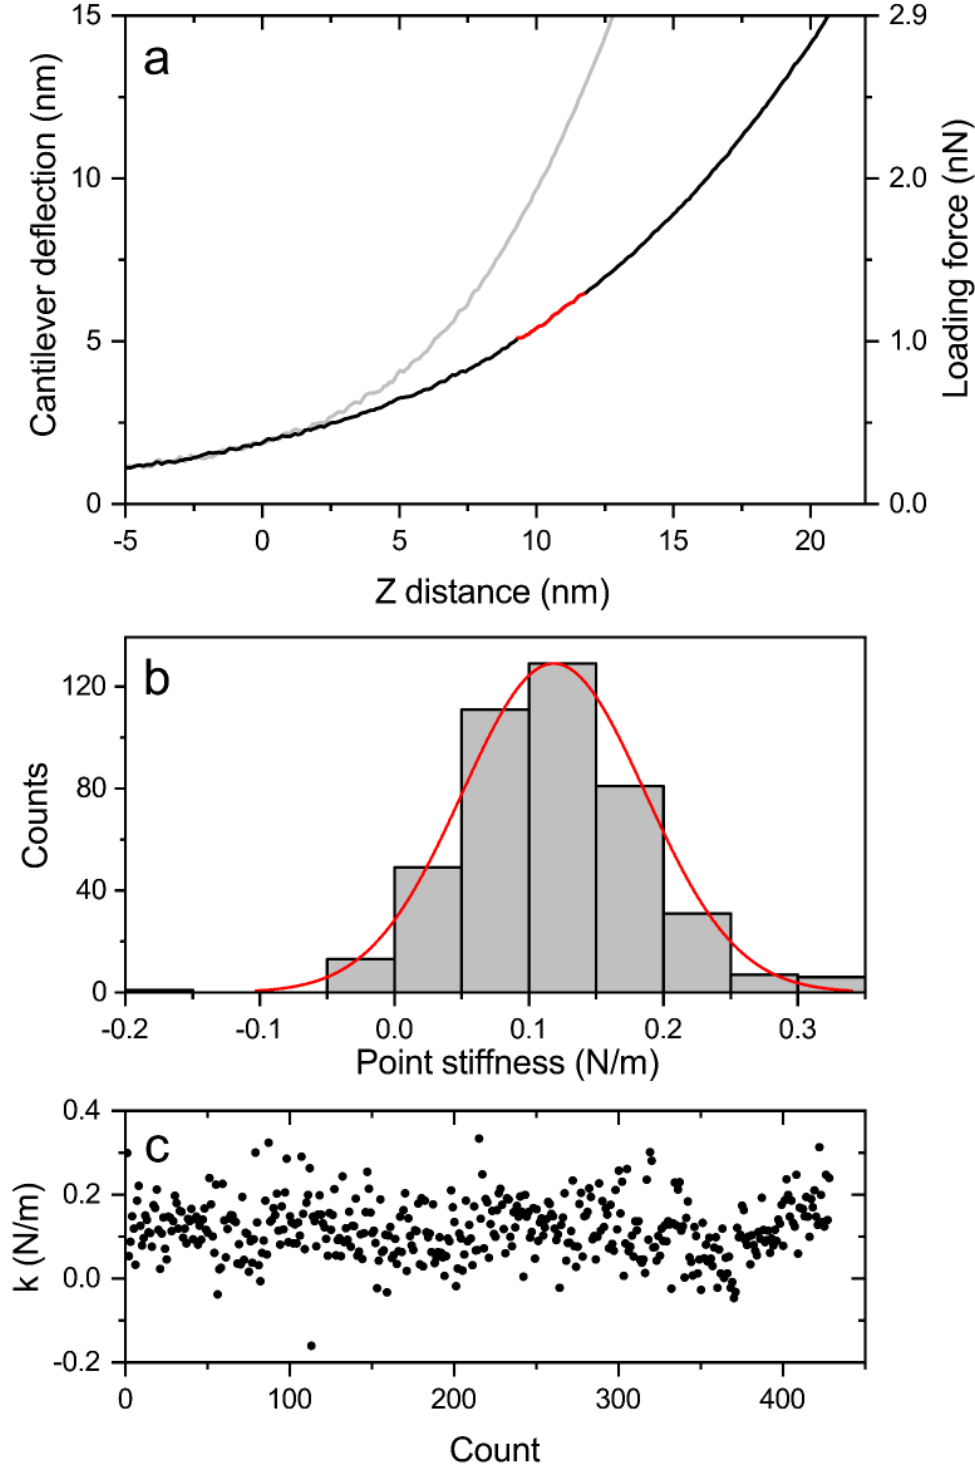 a
15
10
5
0
Cantilever deflection (nm)
2.9
2.0
1.0
0.0
Loading force (nN)
-5 0 5 10 15 20
Z distance (nm)
b
120
80
40
0
Counts
-0.2 -0.1 0.0 0.1 0.2 0.3
Point stiffness (N/m)
c
0.4
0.2
0.0
-0.2
k (N/m)
0 100 200 300 400
Count